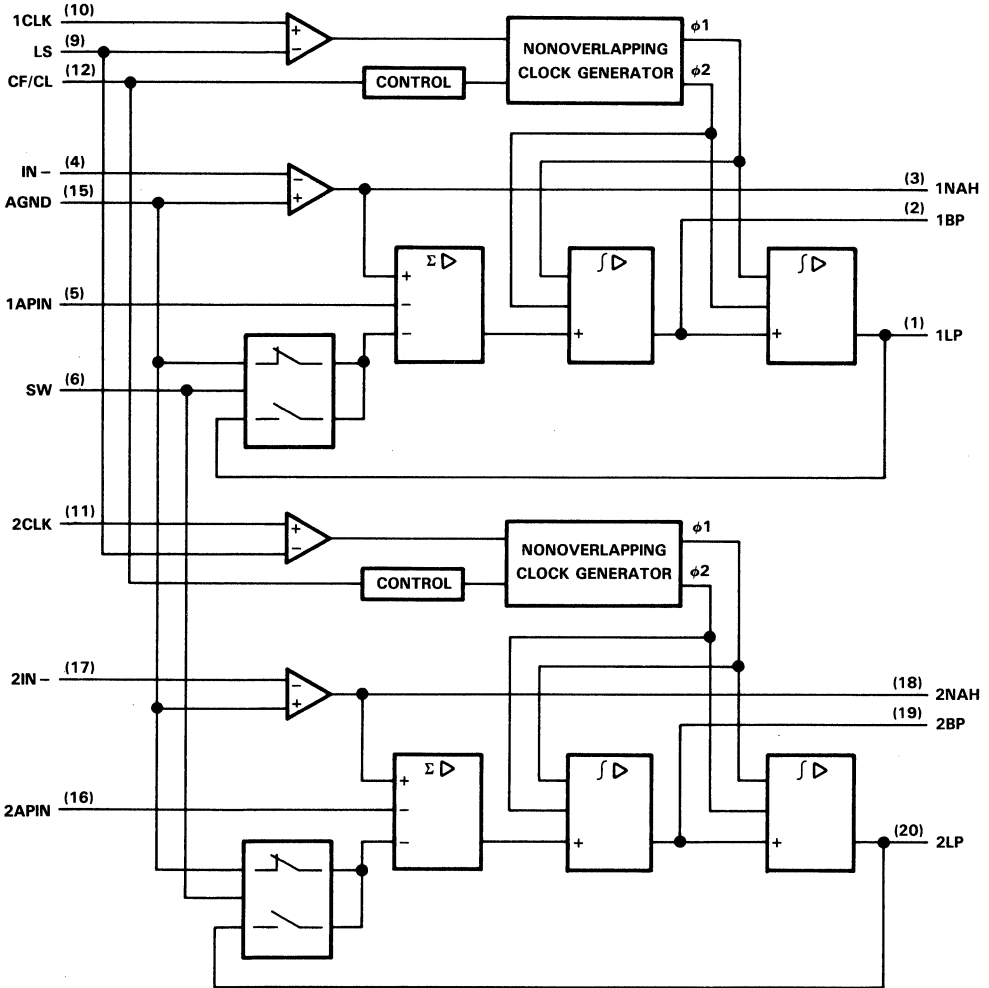 1CLK (10)
LS (9)
CF/CL (12)
+
−
CONTROL
NONOVERLAPPING
CLOCK GENERATOR
ϕ1
ϕ2
IN − (4)
AGND (15)
−
+
(3) 1NAH
(2) 1BP
Σ ▷
∫ ▷
∫ ▷
+
1APIN (5)
−
−
+
+
(1) 1LP
SW (6)
2CLK (11)
+
−
CONTROL
NONOVERLAPPING
CLOCK GENERATOR
ϕ1
ϕ2
2IN − (17)
−
+
(18) 2NAH
(19) 2BP
Σ ▷
∫ ▷
∫ ▷
+
2APIN (16)
−
−
+
+
(20) 2LP